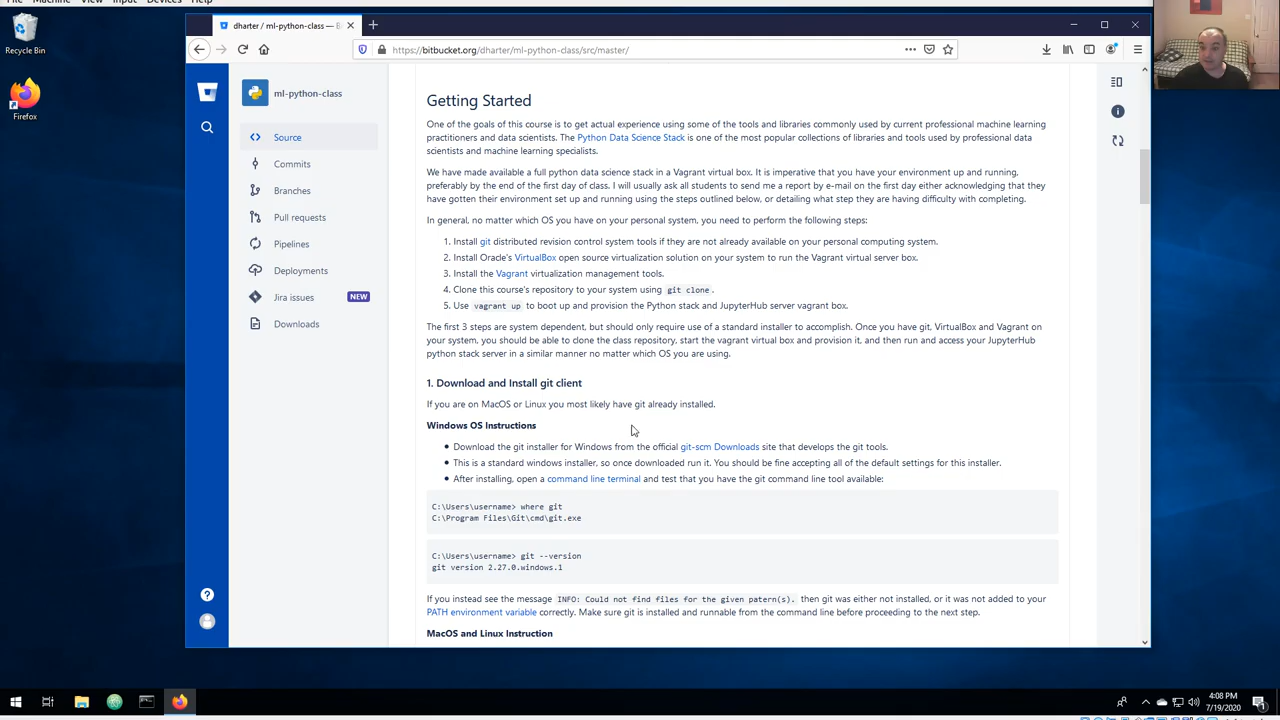 File Machine View Input Devices Help
Recycle Bin
Firefox
dharter / ml-python-class — B
https://bitbucket.org/dharter/ml-python-class/src/master/
ml-python-class
Source
Commits
Branches
Pull requests
Pipelines
Deployments
Jira issues NEW
Downloads
Getting Started
One of the goals of this course is to get actual experience using some of the tools and libraries commonly used by current professional machine learning
practitioners and data scientists. The Python Data Science Stack is one of the most popular collections of libraries and tools used by professional data
scientists and machine learning specialists.
We have made available a full python data science stack in a Vagrant virtual box. It is imperative that you have your environment up and running,
preferably by the end of the first day of class. I will usually ask all students to send me a report by e-mail on the first day either acknowledging that they
have gotten their environment set up and running using the steps outlined below, or detailing what step they are having difficulty with completing.
In general, no matter which OS you have on your personal system, you need to perform the following steps:
1. Install git distributed revision control system tools if they are not already available on your personal computing system.
2. Install Oracle's VirtualBox open source virtualization solution on your system to run the Vagrant virtual server box.
3. Install the Vagrant virtualization management tools.
4. Clone this course's repository to your system using git clone.
5. Use vagrant up to boot up and provision the Python stack and JupyterHub server vagrant box.
The first 3 steps are system dependent, but should only require use of a standard installer to accomplish. Once you have git, VirtualBox and Vagrant on
your system, you should be able to clone the class repository, start the vagrant virtual box and provision it, and then run and access your JupyterHub
python stack server in a similar manner no matter which OS you are using.
1. Download and Install git client
If you are on MacOS or Linux you most likely have git already installed.
Windows OS Instructions
• Download the git installer for Windows from the official git-scm Downloads site that develops the git tools.
• This is a standard windows installer, so once downloaded run it. You should be fine accepting all of the default settings for this installer.
• After installing, open a command line terminal and test that you have the git command line tool available:
C:\Users\username> where git
C:\Program Files\Git\cmd\git.exe
C:\Users\username> git --version
git version 2.27.0.windows.1
If you instead see the message INFO: Could not find files for the given patern(s). then git was either not installed, or it was not added to your
PATH environment variable correctly. Make sure git is installed and runnable from the command line before proceeding to the next step.
MacOS and Linux Instruction
4:08 PM
7/19/2020